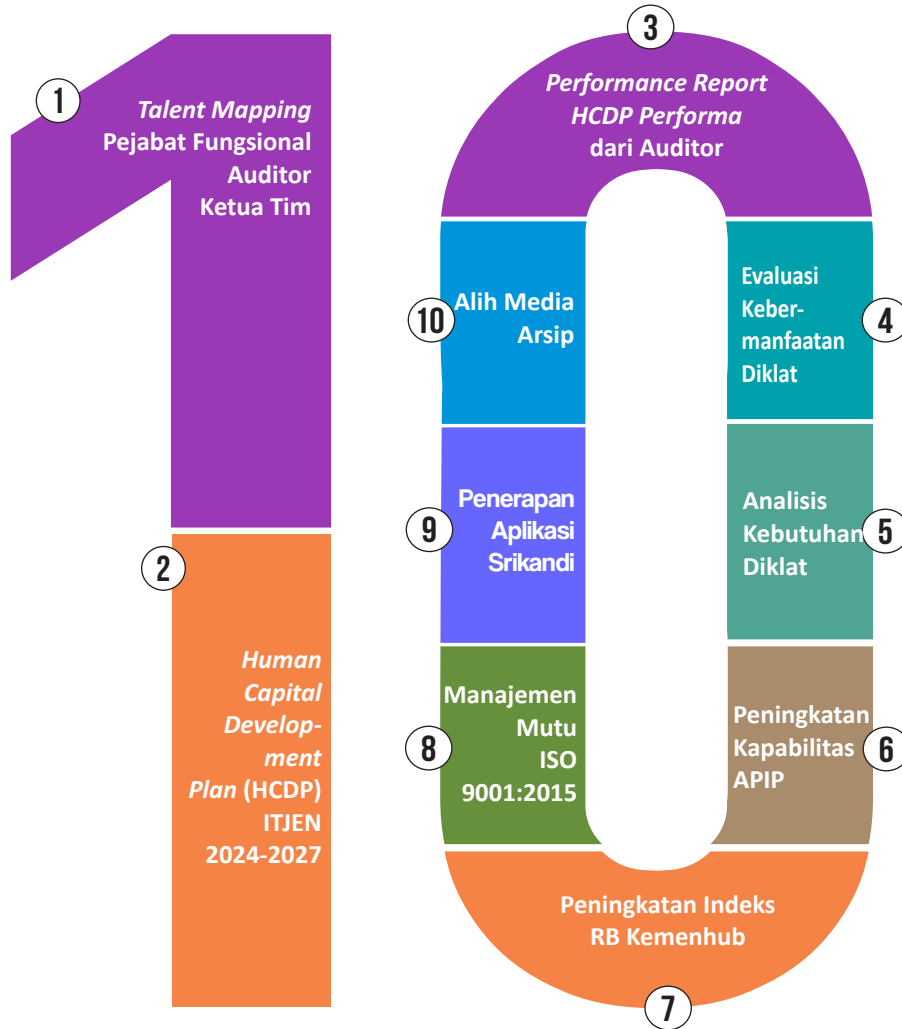 1
Talent Mapping
Pejabat Fungsional
Auditor
Ketua Tim
2
Human
Capital
Develop-
ment
Plan (HCDP)
ITJEN
2024-2027
3
Performance Report
HCDP Performa
dari Auditor
4
Evaluasi
Keber-
manfaatan
Diklat
5
Analisis
Kebutuhan
Diklat
6
Peningkatan
Kapabilitas
APIP
7
Peningkatan Indeks
RB Kemenhub
8
Manajemen
Mutu
ISO
9001:2015
9
Penerapan
Aplikasi
Srikandi
10
Alih Media
Arsip